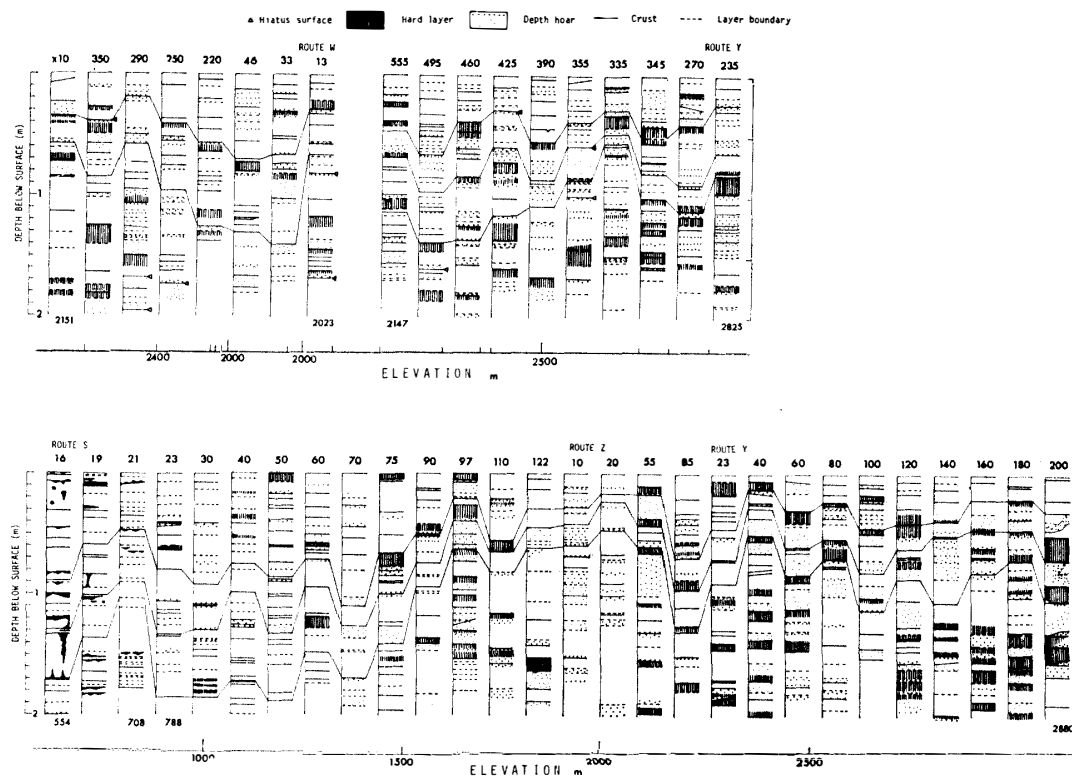 Hiatus surface Hard layer Depth hoar Crust Layer boundary
ROUTE W ROUTE Y
x10 350 290 250 220 46 33 13 555 495 460 425 390 355 335 345 270 235
DEPTH BELOW SURFACE (m)
1
2
2151 2023 2147 2825
2400 2000 2000 2500
ELEVATION m
ROUTE S ROUTE Z ROUTE Y
16 19 21 23 30 40 50 60 70 75 90 97 110 122 10 20 55 85 23 40 60 80 100 120 140 160 180 200
DEPTH BELOW SURFACE (m)
1
2
554 708 788 2880
1000 1500 2000 2500
ELEVATION m